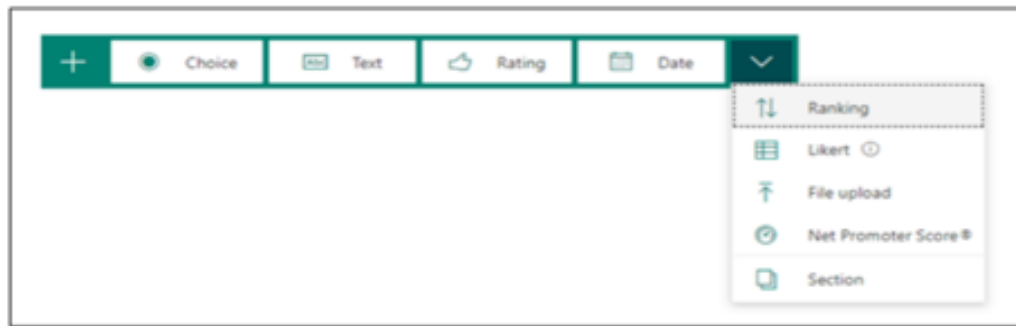 Choice Text Rating Date
Ranking
Likert
File upload
Net Promoter Score®
Section